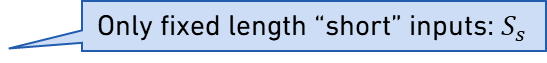 Only fixed length “short” inputs: Sₛ